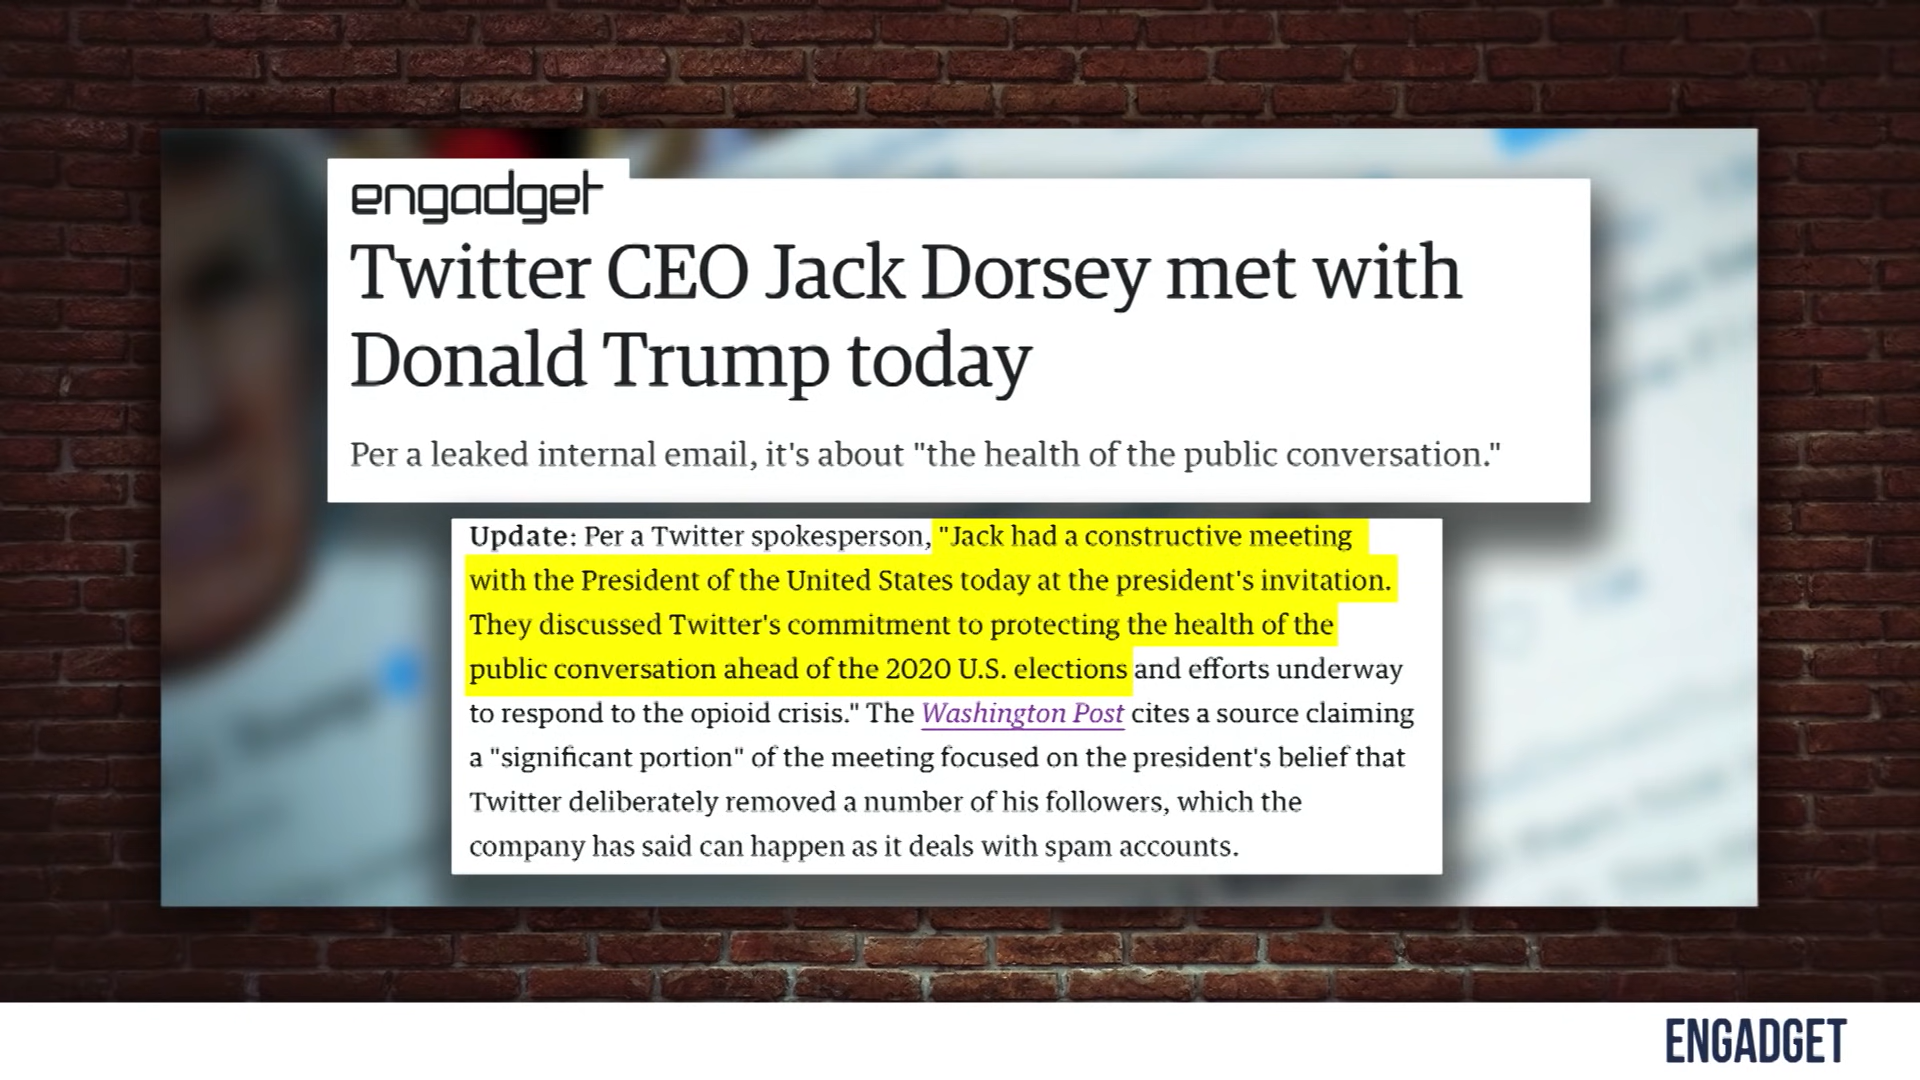 engadget
Twitter CEO Jack Dorsey met with
Donald Trump today
Per a leaked internal email, it's about "the health of the public conversation."
Update: Per a Twitter spokesperson, "Jack had a constructive meeting
with the President of the United States today at the president's invitation.
They discussed Twitter's commitment to protecting the health of the
public conversation ahead of the 2020 U.S. elections and efforts underway
to respond to the opioid crisis." The Washington Post cites a source claiming
a "significant portion" of the meeting focused on the president's belief that
Twitter deliberately removed a number of his followers, which the
company has said can happen as it deals with spam accounts.
ENGADGET